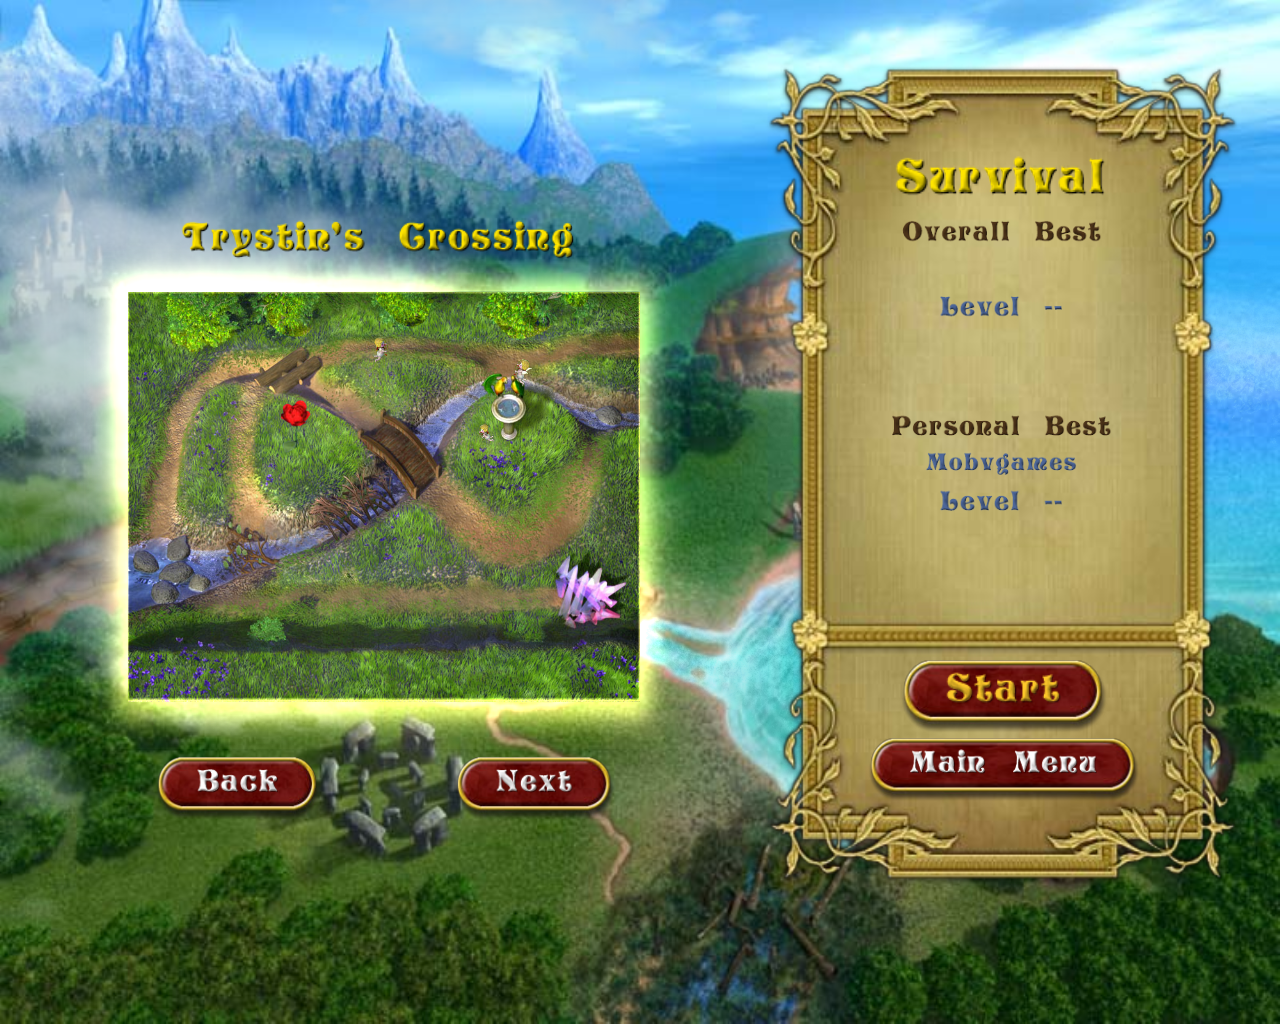 Trystin's Crossing
Back
Next
Survival
Overall Best
Level --
Personal Best
Mobygames
Level --
Start
Main Menu